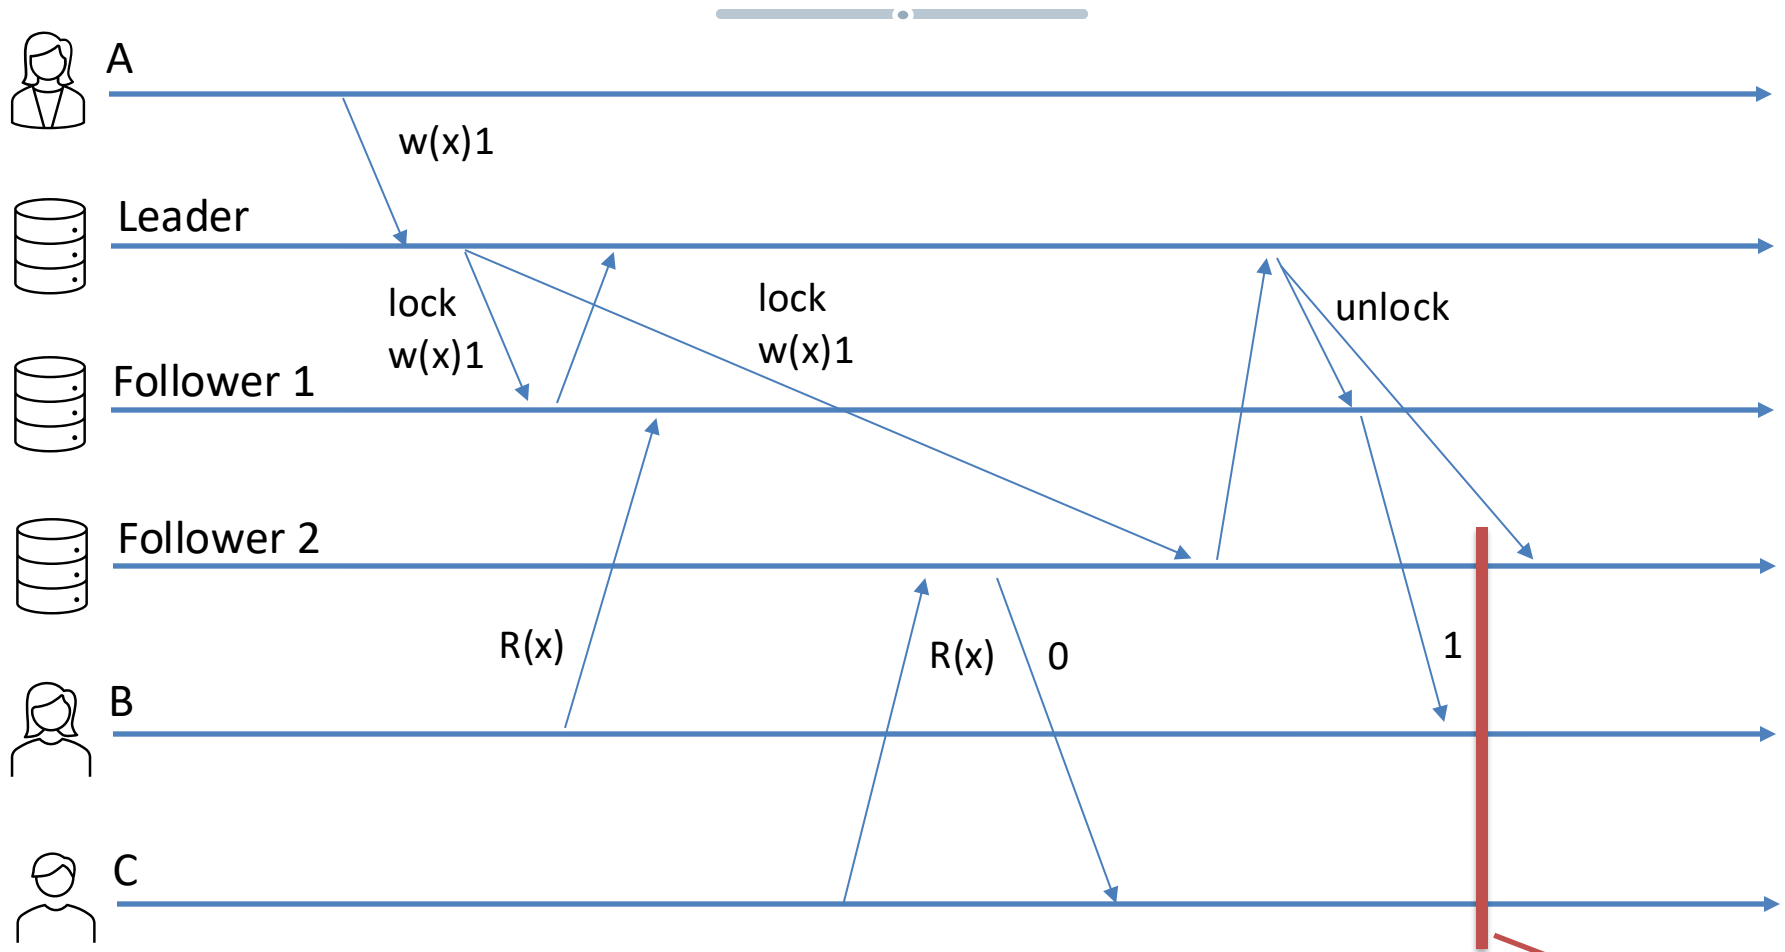 A
w(x)1
Leader
lock
w(x)1
lock
w(x)1
unlock
Follower 1
Follower 2
R(x)
R(x)
0
1
B
C